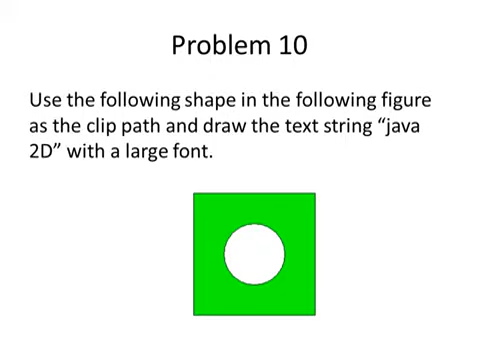 Problem 10
Use the following shape in the following figure
as the clip path and draw the text string “java
2D” with a large font.